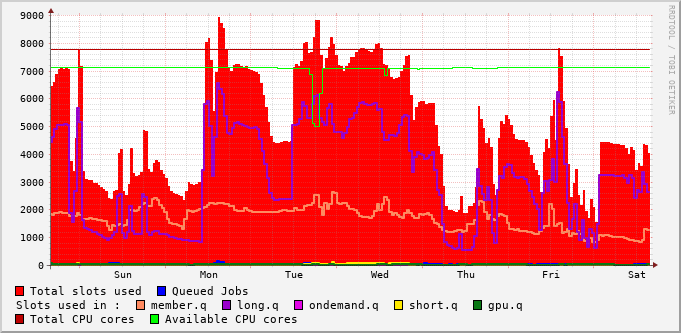 9000
8000
7000
6000
5000
4000
3000
2000
1000
0
Sun Mon Tue Wed Thu Fri Sat
RRDTOOL / TOBI OETIKER
Total slots used Queued Jobs
Slots used in : member.q long.q ondemand.q short.q gpu.q
Total CPU cores Available CPU cores